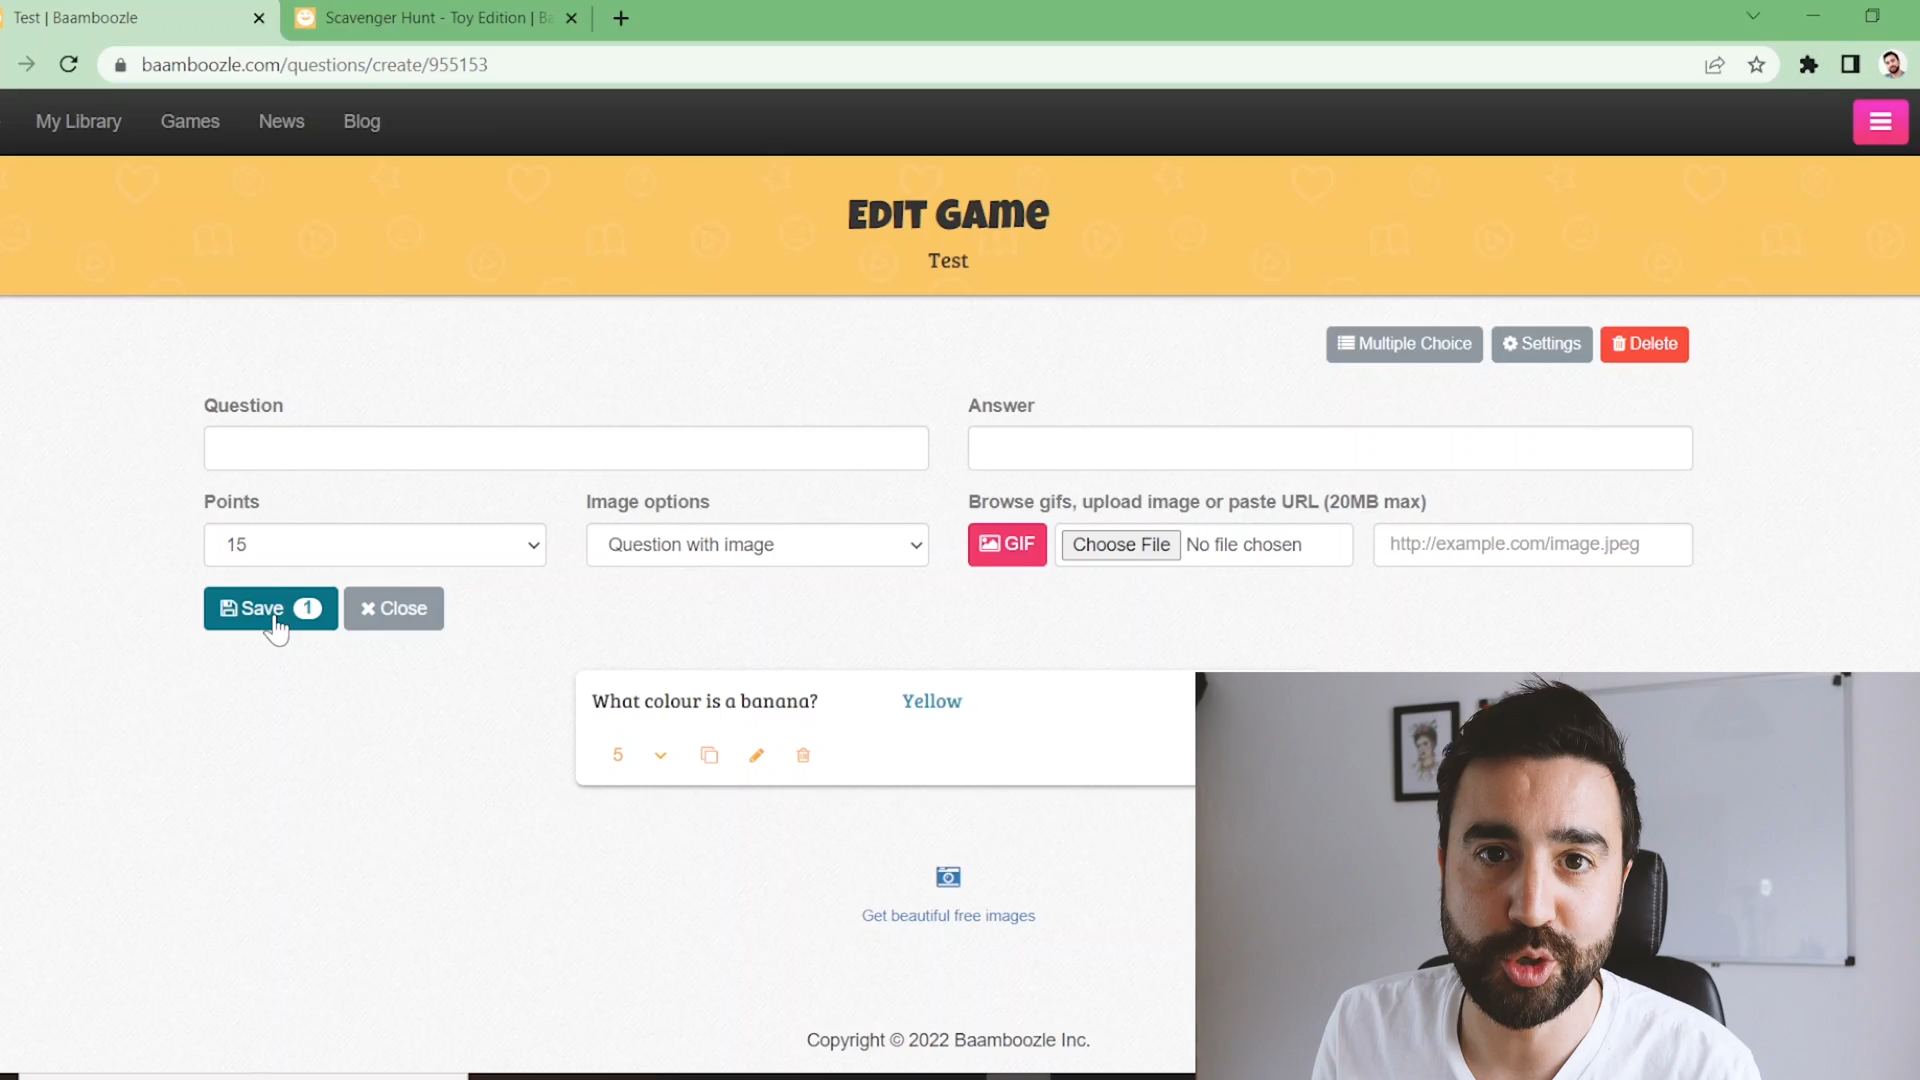 Test | Baamboozle
Scavenger Hunt - Toy Edition | Ba
baamboozle.com/questions/create/955153
My Library Games News Blog
EDIT GAME
Test
Multiple Choice Settings Delete
Question Answer
Points Image options Browse gifs, upload image or paste URL (20MB max)
15 Question with image GIF Choose File No file chosen http://example.com/image.jpeg
Save 1 Close
What colour is a banana? Yellow
5
Get beautiful free images
Copyright © 2022 Baamboozle Inc.